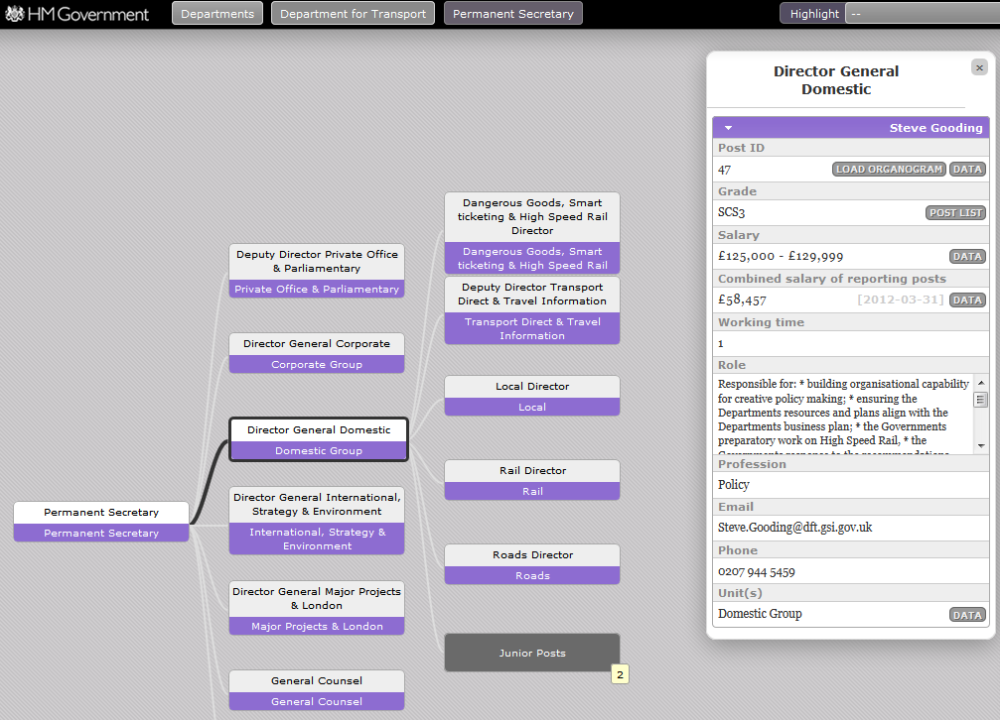 HM Government
Departments
Department for Transport
Permanent Secretary
Highlight
--
Permanent Secretary
Permanent Secretary
Deputy Director Private Office
& Parliamentary
Private Office & Parliamentary
Director General Corporate
Corporate Group
Director General Domestic
Domestic Group
Director General International,
Strategy & Environment
International, Strategy &
Environment
Director General Major Projects
& London
Major Projects & London
General Counsel
General Counsel
Dangerous Goods, Smart
ticketing & High Speed Rail
Director
Dangerous Goods, Smart
ticketing & High Speed Rail
Deputy Director Transport
Direct & Travel Information
Transport Direct & Travel
Information
Local Director
Local
Rail Director
Rail
Roads Director
Roads
Junior Posts
2
Director General
Domestic
×
Steve Gooding
Post ID
47 LOAD ORGANOGRAM DATA
Grade
SCS3 POST LIST
Salary
£125,000 - £129,999 DATA
Combined salary of reporting posts
£58,457 [2012-03-31] DATA
Working time
1
Role
Responsible for: * building organisational capability
for creative policy making; * ensuring the
Departments resources and plans align with the
Departments business plan; * the Governments
preparatory work on High Speed Rail, * the
Governments response to the recommendations
Profession
Policy
Email
Steve.Gooding@dft.gsi.gov.uk
Phone
0207 944 5459
Unit(s)
Domestic Group DATA